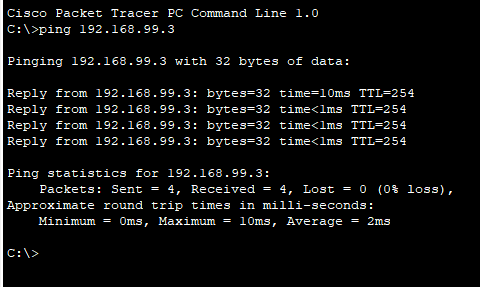 Cisco Packet Tracer PC Command Line 1.0
C:\>ping 192.168.99.3
Pinging 192.168.99.3 with 32 bytes of data:
Reply from 192.168.99.3: bytes=32 time=10ms TTL=254
Reply from 192.168.99.3: bytes=32 time<1ms TTL=254
Reply from 192.168.99.3: bytes=32 time<1ms TTL=254
Reply from 192.168.99.3: bytes=32 time<1ms TTL=254
Ping statistics for 192.168.99.3:
    Packets: Sent = 4, Received = 4, Lost = 0 (0% loss),
Approximate round trip times in milli-seconds:
    Minimum = 0ms, Maximum = 10ms, Average = 2ms
C:\>